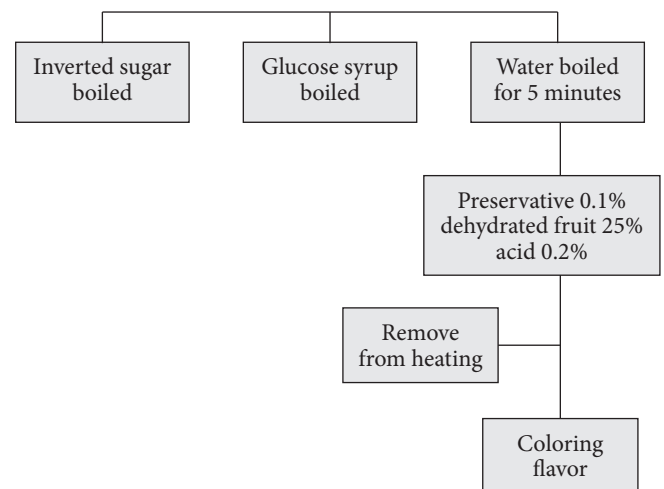 Inverted sugar
boiled
Glucose syrup
boiled
Water boiled
for 5 minutes
Preservative 0.1%
dehydrated fruit 25%
acid 0.2%
Remove
from heating
Coloring
flavor